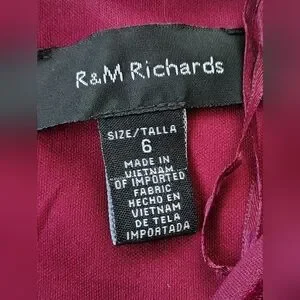 R&M Richards
SIZE/TALLA
6
MADE IN
VIETNAM
OF IMPORTED
FABRIC
HECHO EN
VIETNAM
DE TELA
IMPORTADA